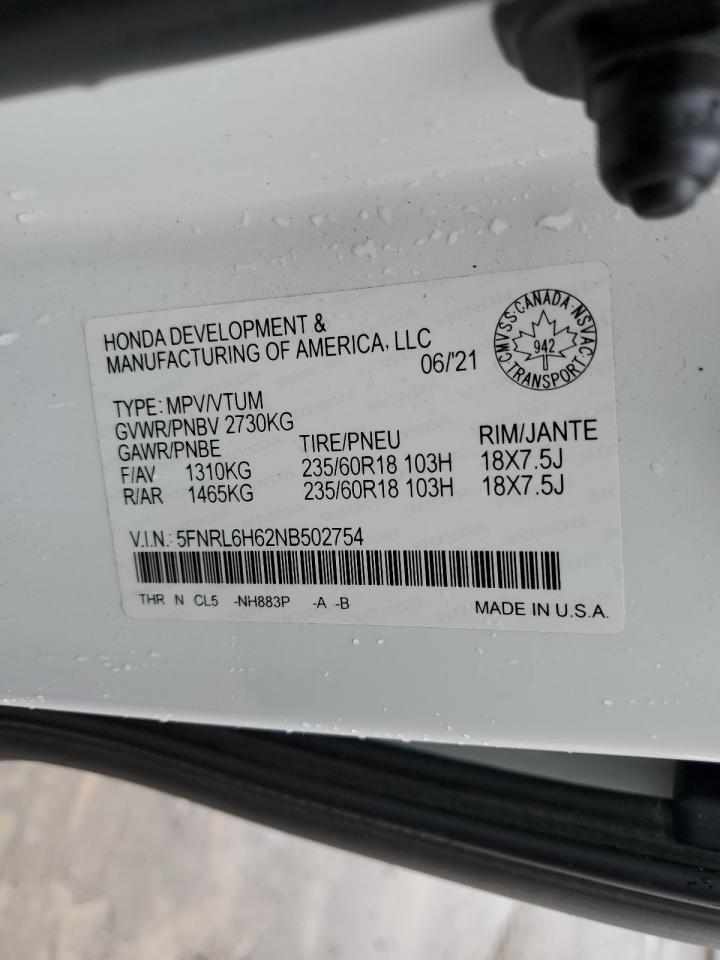 HONDA DEVELOPMENT &
MANUFACTURING OF AMERICA, LLC
06/'21
CMVSS·CANADA·NSVAC·TRANSPORT·
942
TYPE: MPV/VTUM
GVWR/PNBV 2730KG
GAWR/PNBE TIRE/PNEU RIM/JANTE
F/AV 1310KG 235/60R18 103H 18X7.5J
R/AR 1465KG 235/60R18 103H 18X7.5J
V.I.N.: 5FNRL6H62NB502754
THR N CL5 -NH883P -A -B MADE IN U.S.A.